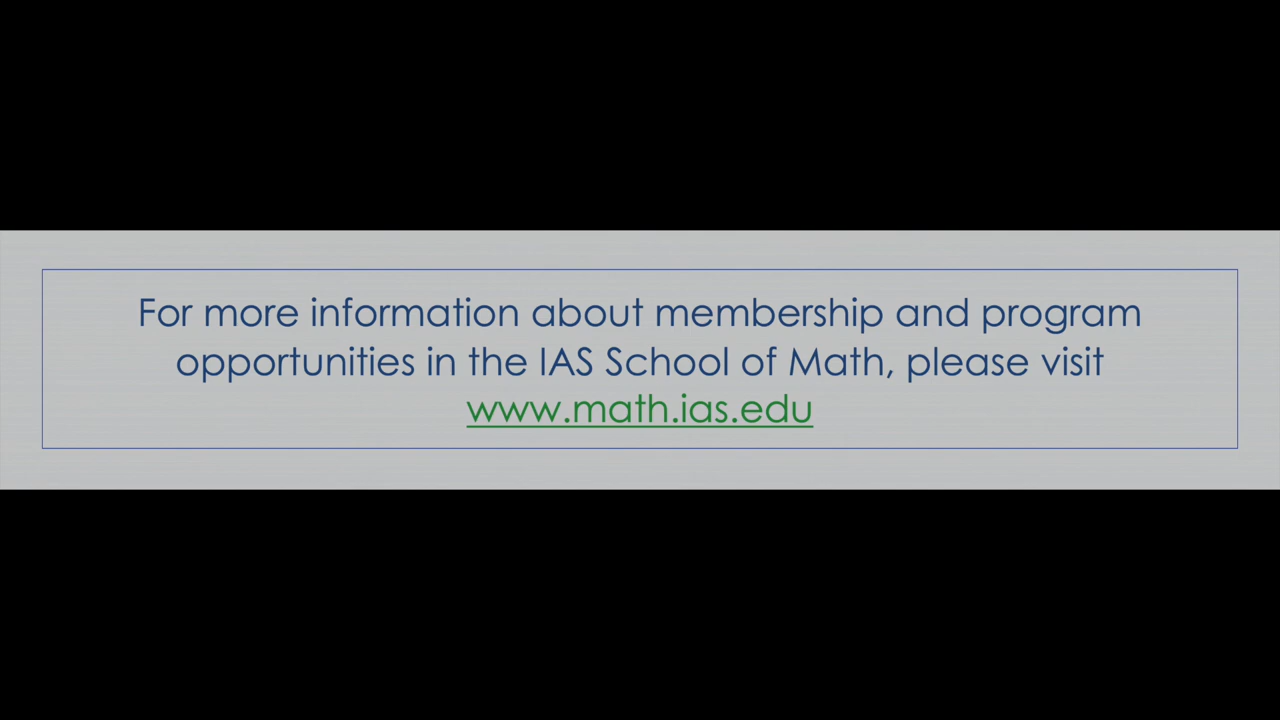 For more information about membership and program
opportunities in the IAS School of Math, please visit
www.math.ias.edu